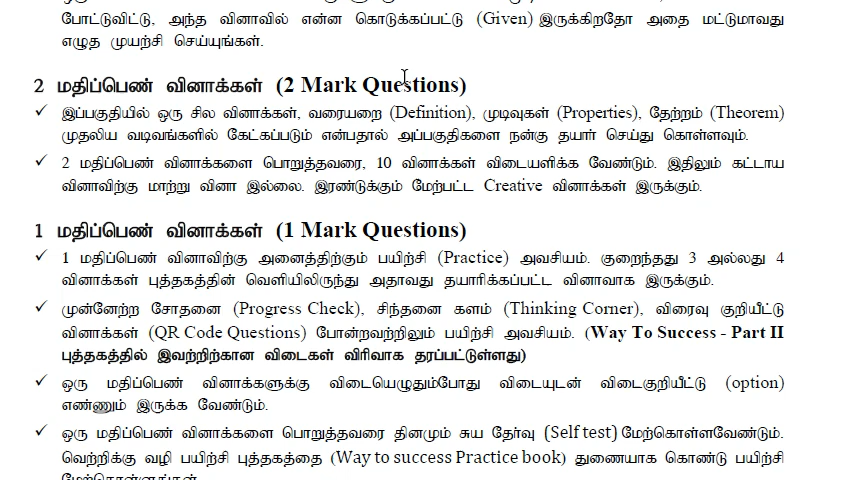 போட்டுவிட்டு, அந்த வினாவில் என்ன கொடுக்கப்பட்டு (Given) இருக்கிறதோ அதை மட்டுமாவது
எழுத முயற்சி செய்யுங்கள்.
2 மதிப்பெண் வினாக்கள் (2 Mark Questions)
✓ இப்பகுதியில் ஒரு சில வினாக்கள், வரையறை (Definition), முடிவுகள் (Properties), தேற்றம் (Theorem)
முதலிய வடிவங்களில் கேட்கப்படும் என்பதால் அப்பகுதிகளை நன்கு தயார் செய்து கொள்ளவும்.
✓ 2 மதிப்பெண் வினாக்களை பொறுத்தவரை, 10 வினாக்கள் விடையளிக்க வேண்டும். இதிலும் கட்டாய
வினாவிற்கு மாற்று வினா இல்லை. இரண்டுக்கும் மேற்பட்ட Creative வினாக்கள் இருக்கும்.
1 மதிப்பெண் வினாக்கள் (1 Mark Questions)
✓ 1 மதிப்பெண் வினாவிற்கு அனைத்திற்கும் பயிற்சி (Practice) அவசியம். குறைந்தது 3 அல்லது 4
வினாக்கள் புத்தகத்தின் வெளியிலிருந்து அதாவது தயாரிக்கப்பட்ட வினாவாக இருக்கும்.
✓ முன்னேற்ற சோதனை (Progress Check), சிந்தனை களம் (Thinking Corner), விரைவு குறியீட்டு
வினாக்கள் (QR Code Questions) போன்றவற்றிலும் பயிற்சி அவசியம். (Way To Success - Part II
புத்தகத்தில் இவற்றிற்கான விடைகள் விரிவாக தரப்பட்டுள்ளது)
✓ ஒரு மதிப்பெண் வினாக்களுக்கு விடையெழுதும்போது விடையுடன் விடைகுறியீட்டு (option)
எண்ணும் இருக்க வேண்டும்.
✓ ஒரு மதிப்பெண் வினாக்களை பொறுத்தவரை தினமும் சுய தேர்வு (Self test) மேற்கொள்ளவேண்டும்.
வெற்றிக்கு வழி பயிற்சி புத்தகத்தை (Way to success Practice book) துணையாக கொண்டு பயிற்சி